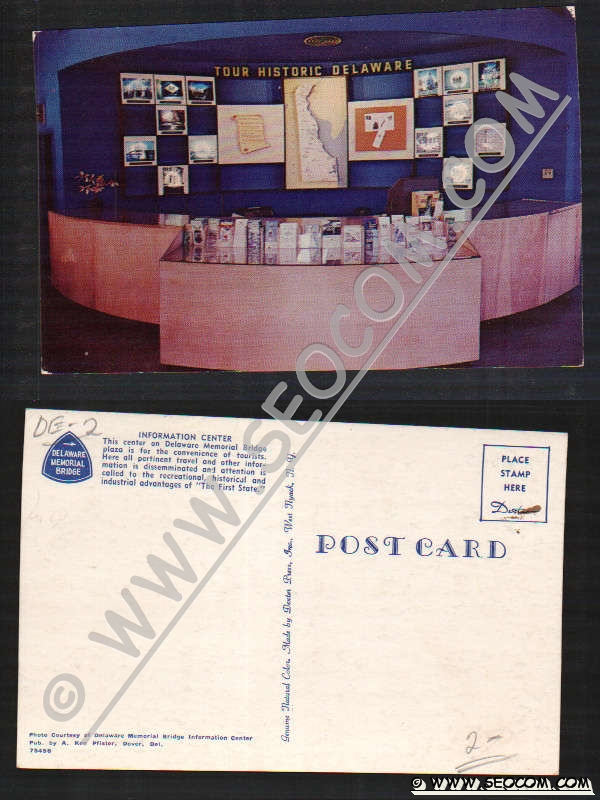 TOUR HISTORIC DELAWARE
© WWW.SEOCOM.COM
DE-2
DELAWARE
MEMORIAL
BRIDGE
INFORMATION CENTER
This center on Delaware Memorial Bridge
plaza is for the convenience of tourists.
Here all pertinent travel and other infor-
mation is disseminated and attention is
called to the recreational, historical and
industrial advantages of "The First State."
Genuine Natural Color. Made by Dexter Press, Inc., West Nyack, N. Y.
PLACE
STAMP
HERE
POST CARD
Photo Courtesy of Delaware Memorial Bridge Information Center
Pub. by A. Ken Pfister, Dover, Del.
75456
2-
© WWW.SEOCOM.COM